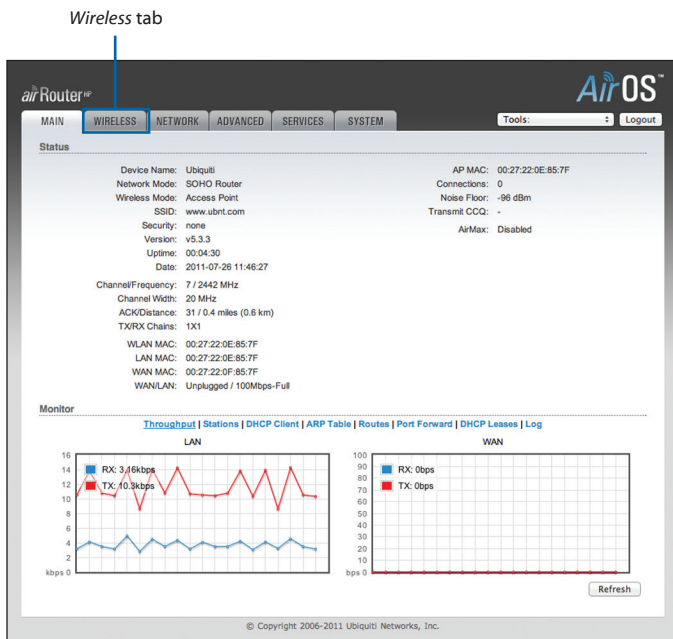 Wireless tab
airRouter HP
AirOS™
MAIN WIRELESS NETWORK ADVANCED SERVICES SYSTEM Tools: Logout
Status
Device Name: Ubiquiti
Network Mode: SOHO Router
Wireless Mode: Access Point
SSID: www.ubnt.com
Security: none
Version: v5.3.3
Uptime: 00:04:30
Date: 2011-07-26 11:46:27
Channel/Frequency: 7 / 2442 MHz
Channel Width: 20 MHz
ACK/Distance: 31 / 0.4 miles (0.6 km)
TX/RX Chains: 1X1
WLAN MAC: 00:27:22:0E:85:7F
LAN MAC: 00:27:22:0E:85:7F
WAN MAC: 00:27:22:0F:85:7F
WAN/LAN: Unplugged / 100Mbps-Full
AP MAC: 00:27:22:0E:85:7F
Connections: 0
Noise Floor: -96 dBm
Transmit CCQ: -
AirMax: Disabled
Monitor
Throughput | Stations | DHCP Client | ARP Table | Routes | Port Forward | DHCP Leases | Log
LAN
16
14
12
10
8
6
4
2
kbps 0
RX: 3.16kbps
TX: 10.3kbps
WAN
100
90
80
70
60
50
40
30
20
10
bps 0
RX: 0bps
TX: 0bps
Refresh
© Copyright 2006-2011 Ubiquiti Networks, Inc.